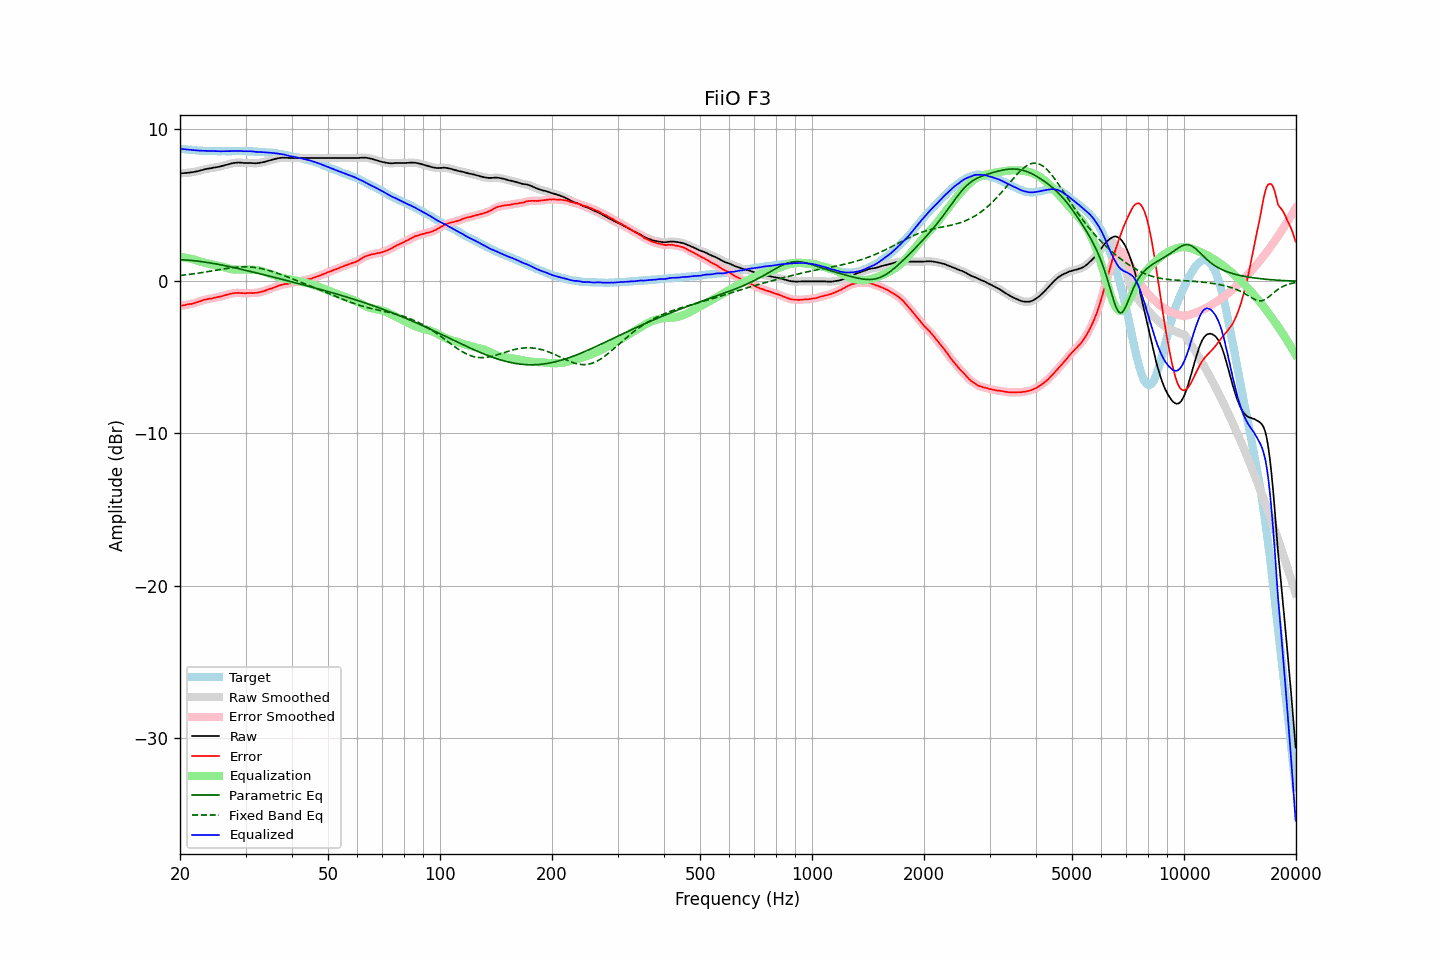 FiiO F3
10
0
−10
−20
−30
Amplitude (dBr)
Target
Raw Smoothed
Error Smoothed
Raw
Error
Equalization
Parametric Eq
Fixed Band Eq
Equalized
20 50 100 200 500 1000 2000 5000 10000 20000
Frequency (Hz)